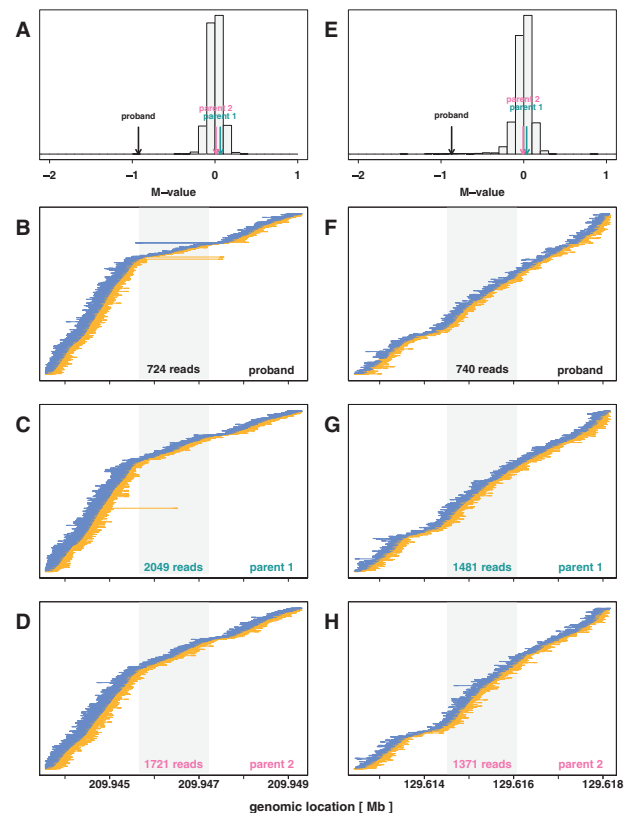 A
E
proband
parent 2
parent 1
proband
parent 2
parent 1
−2
−1
0
1
−2
−1
0
1
M−value
M−value
B
724 reads
proband
F
740 reads
proband
C
2049 reads
parent 1
G
1481 reads
parent 1
D
1721 reads
parent 2
H
1371 reads
parent 2
209.945
209.947
209.949
129.614
129.616
129.618
genomic location [ Mb ]